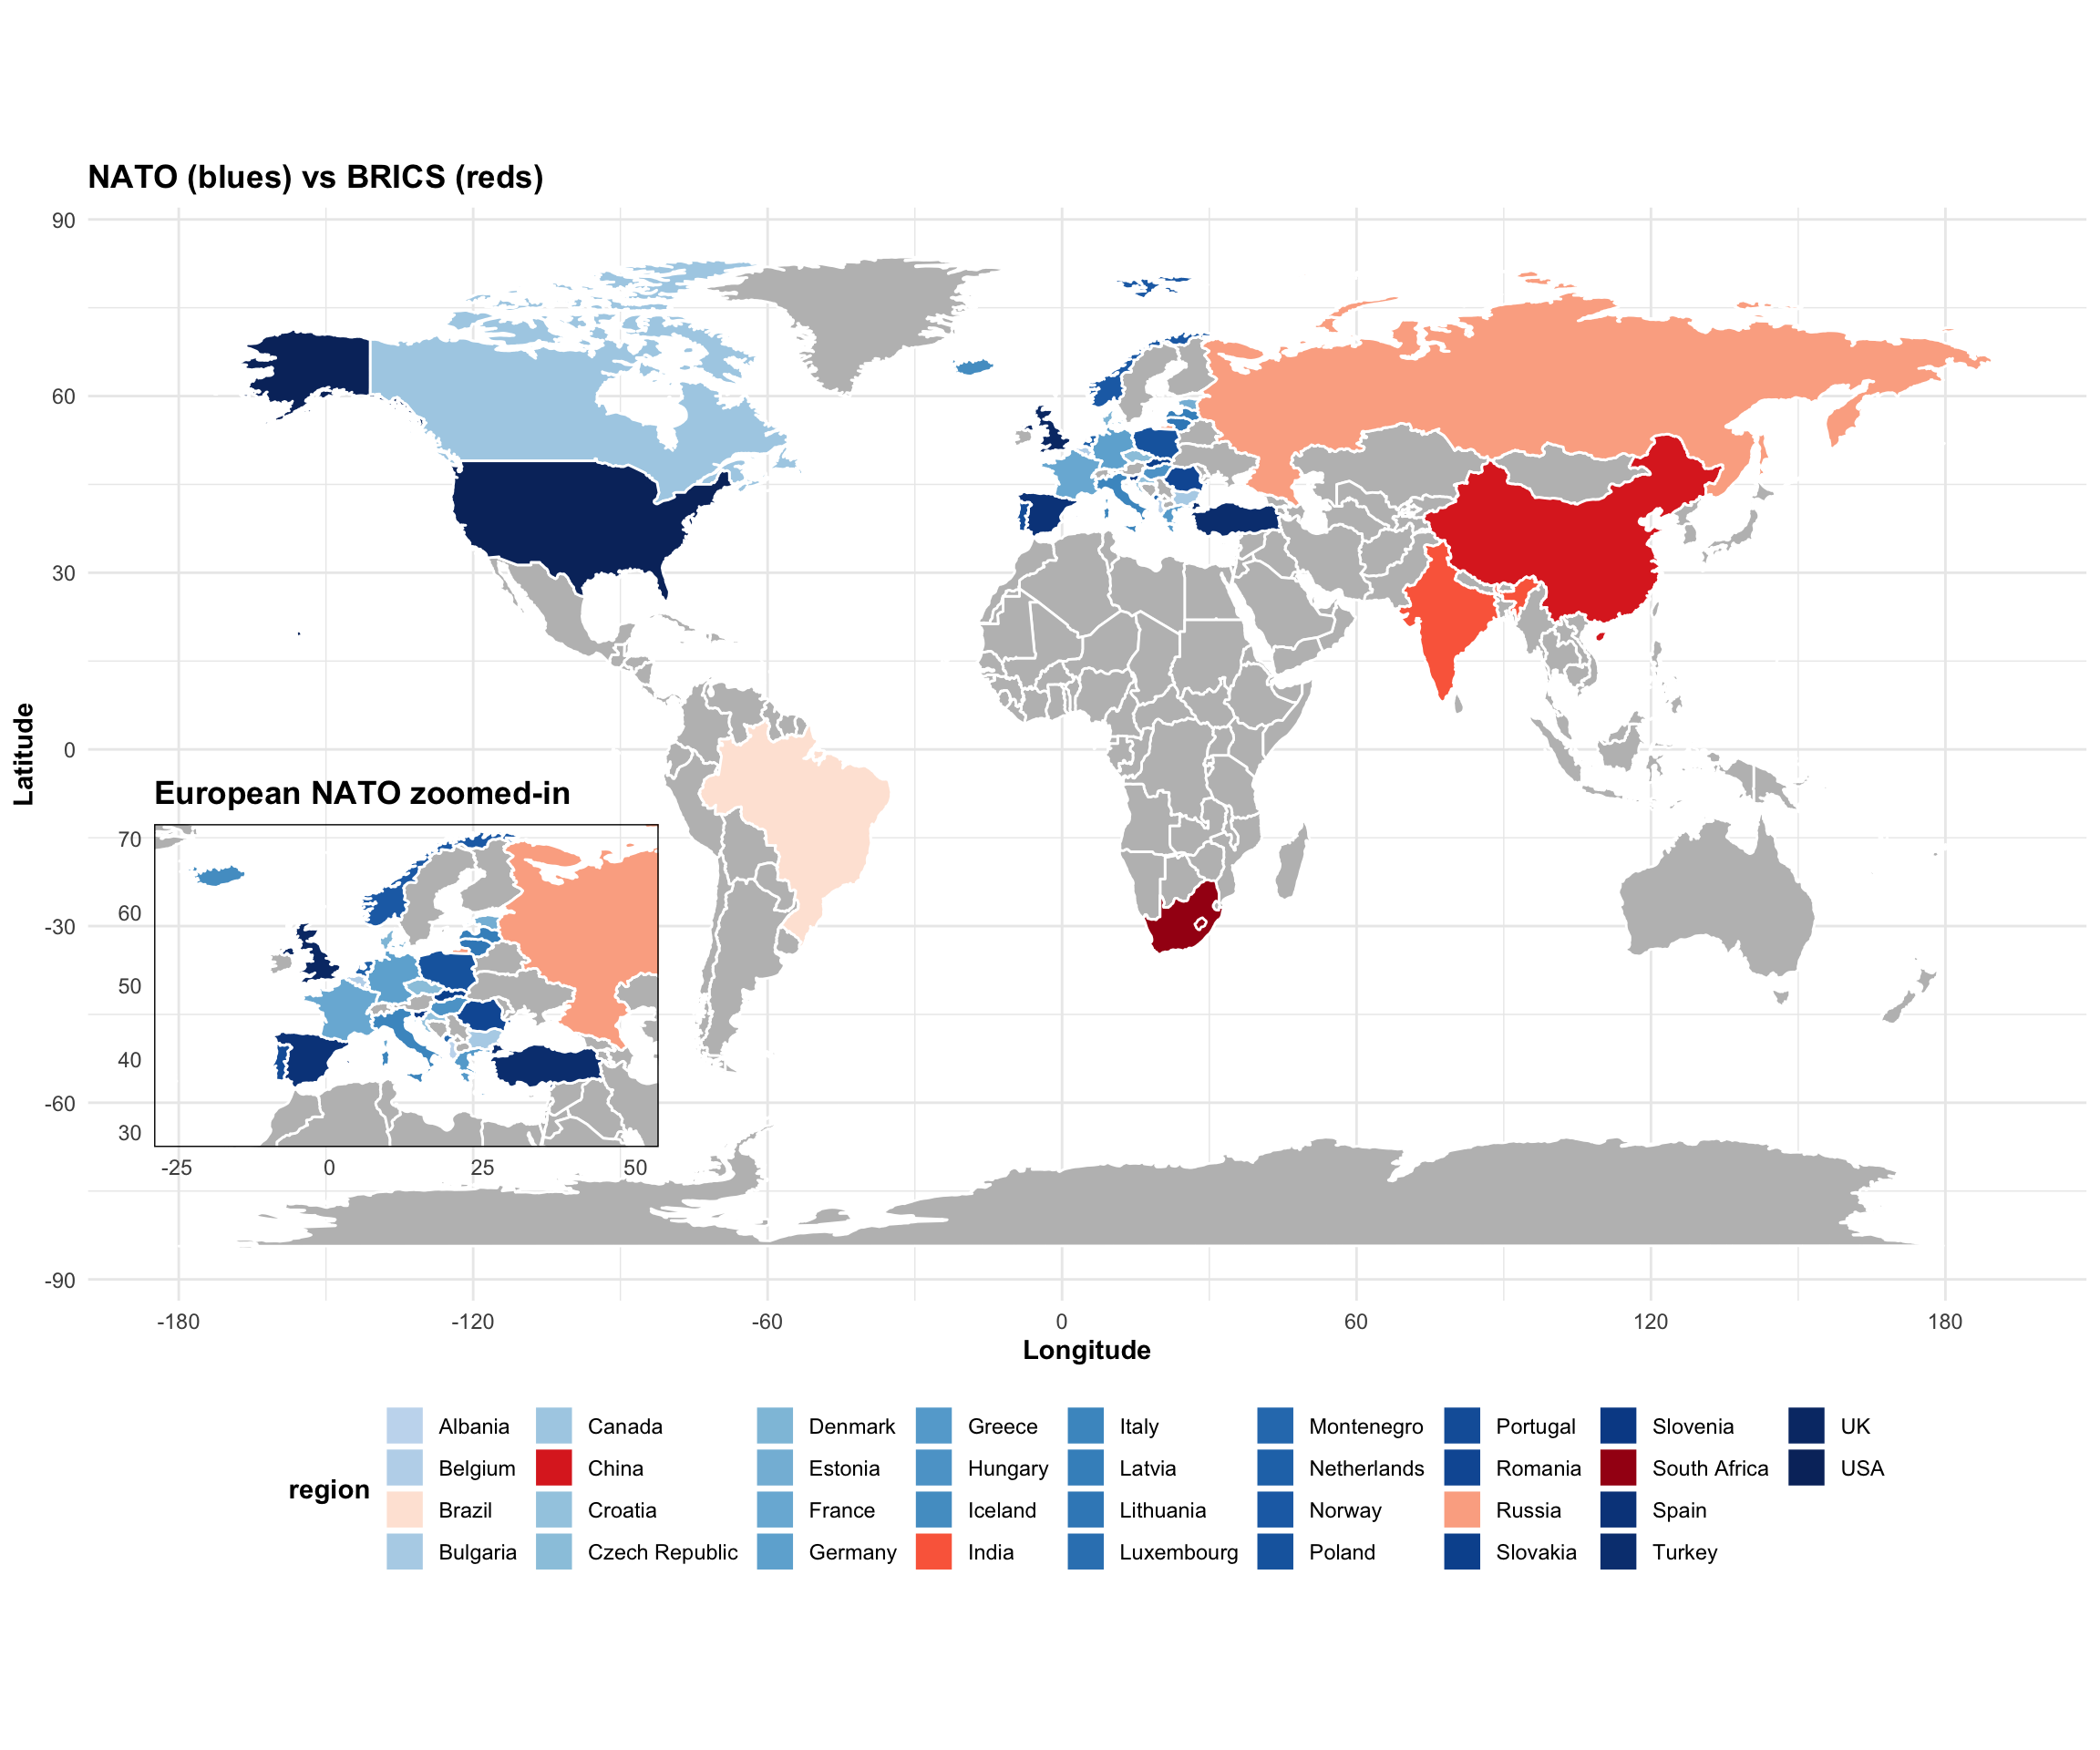 NATO (blues) vs BRICS (reds)
90
60
30
0
-30
-60
-90
Latitude
European NATO zoomed-in
70
60
50
40
30
-25 0 25 50
-180 -120 -60 0 60 120 180
Longitude
region
Albania Canada Denmark Greece Italy Montenegro Portugal Slovenia UK
Belgium China Estonia Hungary Latvia Netherlands Romania South Africa USA
Brazil Croatia France Iceland Lithuania Norway Russia Spain
Bulgaria Czech Republic Germany India Luxembourg Poland Slovakia Turkey